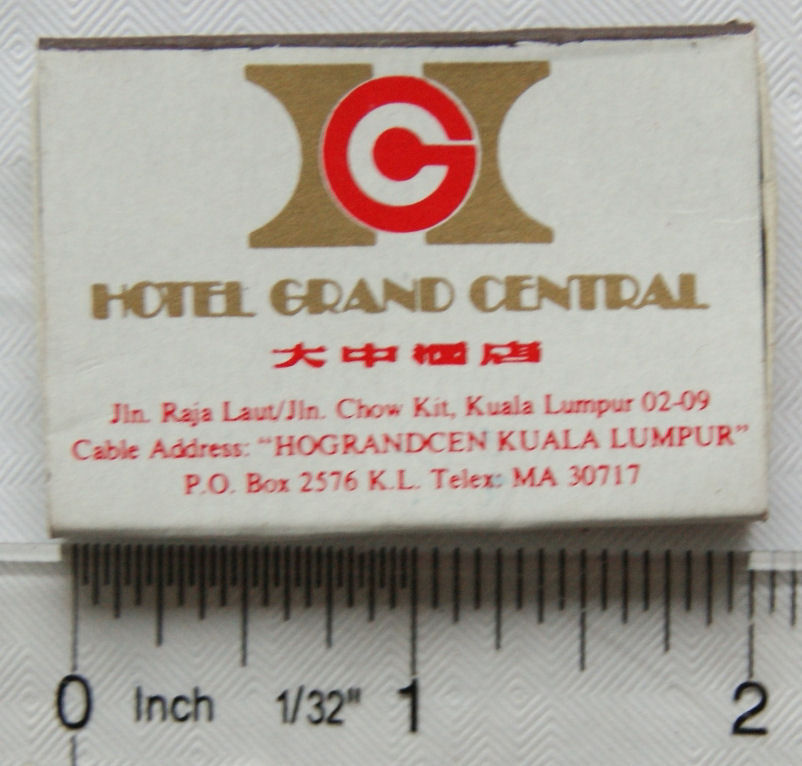 HOTEL GRAND CENTRAL
大中酒店
Jln. Raja Laut/Jln. Chow Kit, Kuala Lumpur 02-09
Cable Address: "HOGRANDCEN KUALA LUMPUR"
P.O. Box 2576 K.L. Telex: MA 30717
0 Inch 1/32" 1 2